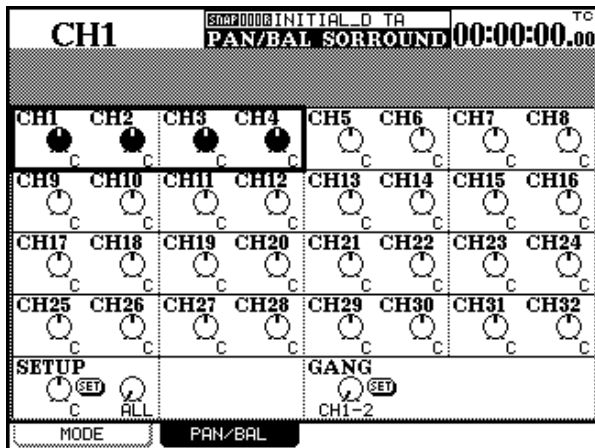 CH1
SNAP 000 INITIAL_D TA
PAN/BAL SORROUND
TC
00:00:00.00
CH1 CH2 CH3 CH4 CH5 CH6 CH7 CH8
C C C C C C C C
CH9 CH10 CH11 CH12 CH13 CH14 CH15 CH16
C C C C C C C C
CH17 CH18 CH19 CH20 CH21 CH22 CH23 CH24
C C C C C C C C
CH25 CH26 CH27 CH28 CH29 CH30 CH31 CH32
C C C C C C C C
SETUP GANG
SET SET
C ALL CH1-2
MODE PAN/BAL